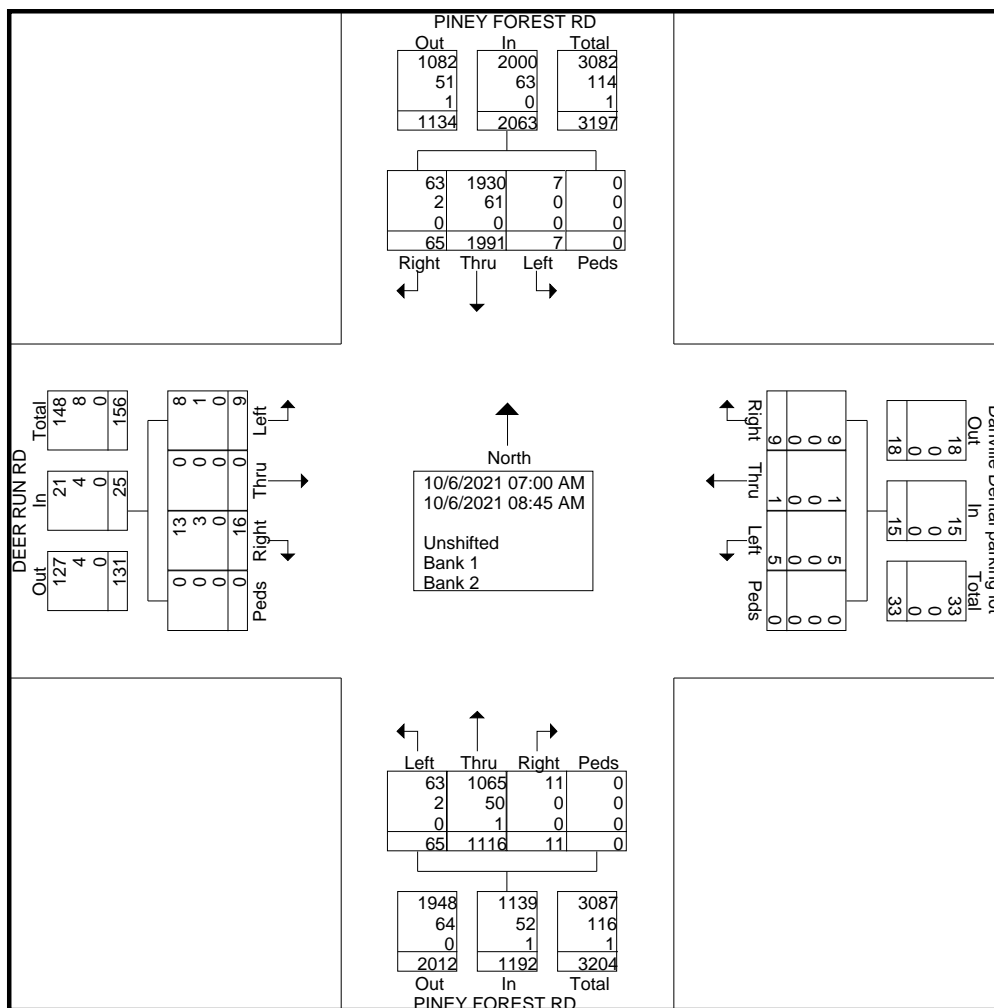 PINEY FOREST RD
Out In Total
1082 2000 3082
51 63 114
1 0 1
1134 2063 3197
63 1930 7 0
2 61 0 0
0 0 0 0
65 1991 7 0
Right Thru Left Peds
DEER RUN RD
Total
148 8 0 156
In
21 4 0 25
Out
127 4 0 131
8 1 0 9
Left
0 0 0 0
Thru
13 3 0 16
Right
0 0 0 0
Peds
North
10/6/2021 07:00 AM
10/6/2021 08:45 AM
Unshifted
Bank 1
Bank 2
Right
9 0 0 9
Thru
1 0 0 1
Left
5 0 0 5
Peds
0 0 0 0
Danville Dental parking lot
Out
18 0 0 18
In
15 0 0 15
Total
33 0 0 33
Left Thru Right Peds
63 1065 11 0
2 50 0 0
0 1 0 0
65 1116 11 0
1948 1139 3087
64 52 116
0 1 1
2012 1192 3204
Out In Total
PINEY FOREST RD